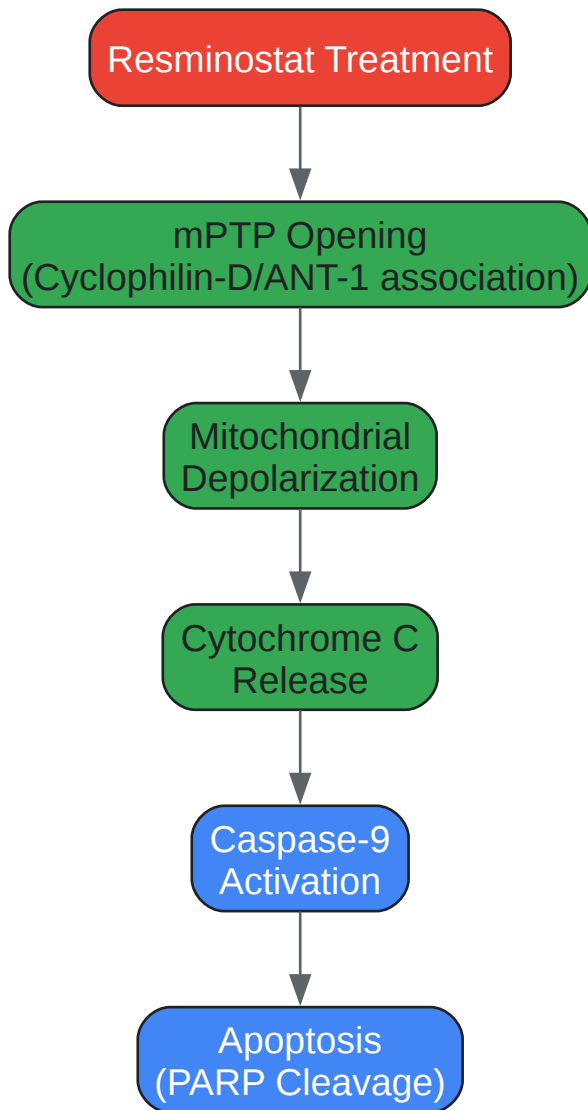 Resminostat Treatment
mPTP Opening
(Cyclophilin-D/ANT-1 association)
Mitochondrial
Depolarization
Cytochrome C
Release
Caspase-9
Activation
Apoptosis
(PARP Cleavage)